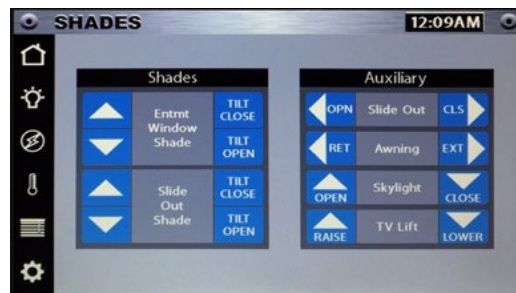 SHADES
12:09AM
Shades
Entmt
Window
Shade
TILT
CLOSE
TILT
OPEN
Slide
Out
Shade
TILT
CLOSE
TILT
OPEN
Auxiliary
OPN Slide Out CLS
RET Awning EXT
OPEN Skylight CLOSE
RAISE TV Lift LOWER